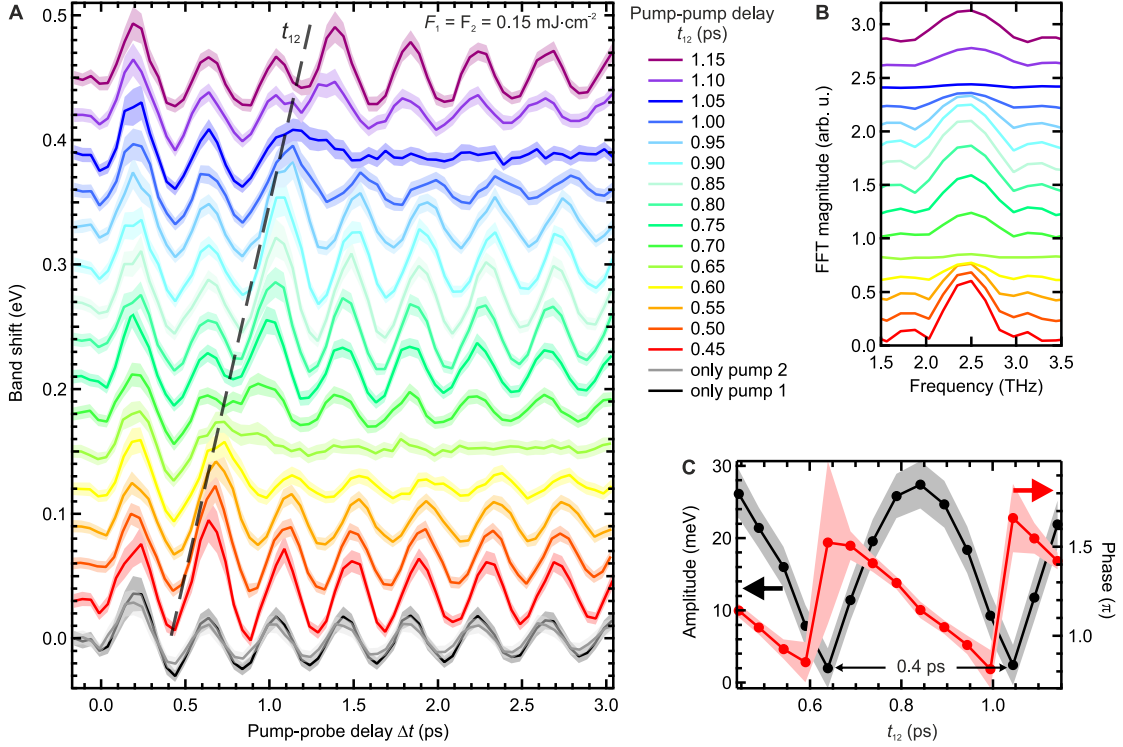 A
t12
F1 = F2 = 0.15 mJ·cm-2
0.5
0.4
0.3
0.2
0.1
0.0
Band shift (eV)
0.0 0.5 1.0 1.5 2.0 2.5 3.0
Pump-probe delay Δt (ps)
Pump-pump delay
t12 (ps)
1.15
1.10
1.05
1.00
0.95
0.90
0.85
0.80
0.75
0.70
0.65
0.60
0.55
0.50
0.45
only pump 2
only pump 1
B
3.0
2.5
2.0
1.5
1.0
0.5
0.0
FFT magnitude (arb. u.)
1.5 2.0 2.5 3.0 3.5
Frequency (THz)
C
30
20
10
0
Amplitude (meV)
0.4 ps
1.5
1.0
Phase (π)
0.6 0.8 1.0
t12 (ps)